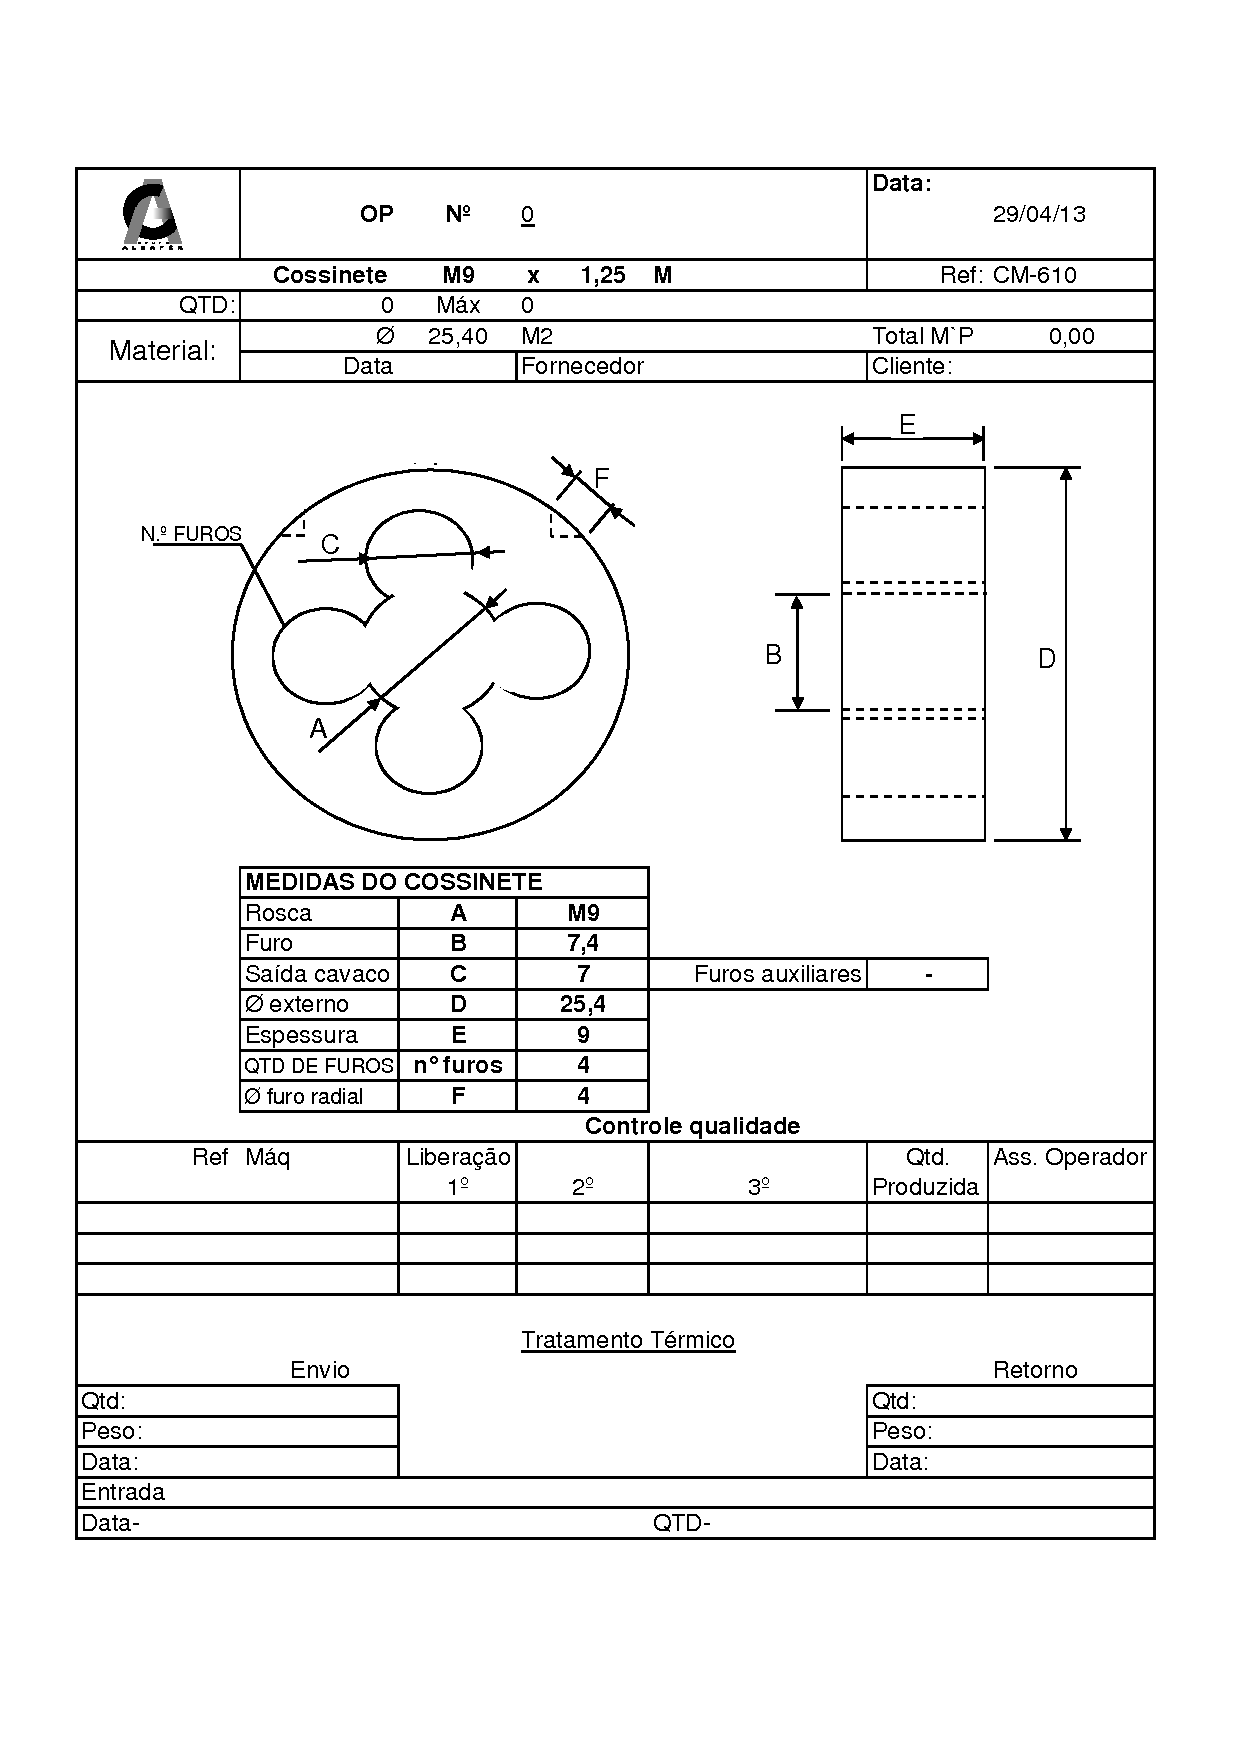 Data:
OP Nº 0 29/04/13
Cossinete M9 x 1,25 M Ref: CM-610
QTD: 0 Máx 0
Material: Ø 25,40 M2 Total M`P 0,00
Data Fornecedor Cliente:
E
F
N.º FUROS
C
B
D
A
MEDIDAS DO COSSINETE
Rosca A M9
Furo B 7,4
Saída cavaco C 7 Furos auxiliares -
Ø externo D 25,4
Espessura E 9
QTD DE FUROS n° furos 4
Ø furo radial F 4
Controle qualidade
Ref Máq Liberação Qtd. Ass. Operador
1º 2º 3º Produzida
Tratamento Térmico
Envio Retorno
Qtd: Qtd:
Peso: Peso:
Data: Data:
Entrada
Data- QTD-